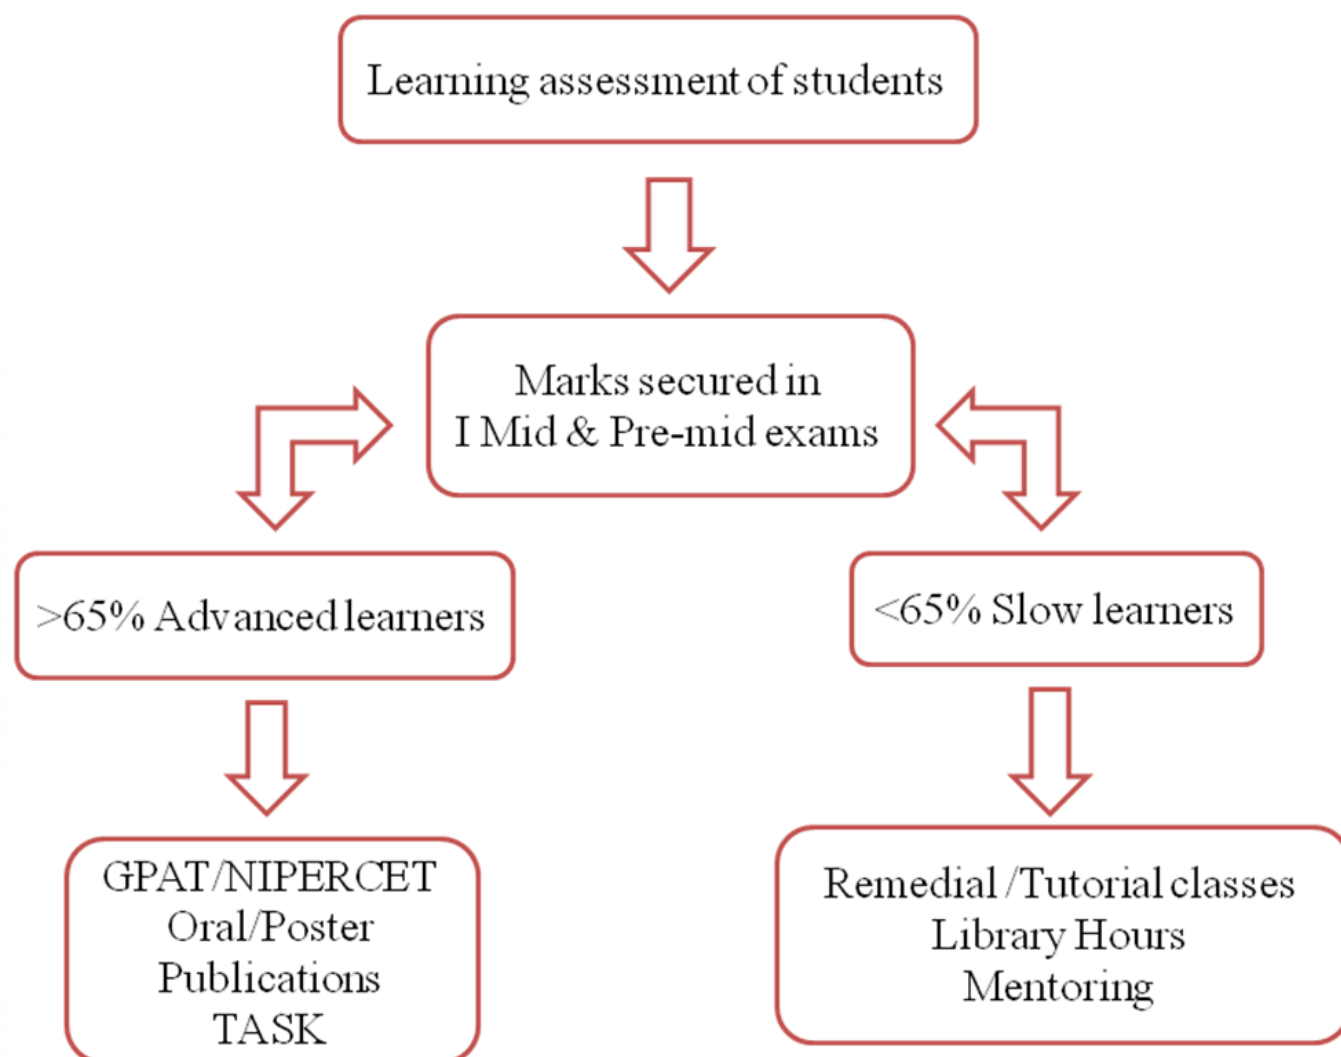 Learning assessment of students
Marks secured in
I Mid & Pre-mid exams
>65% Advanced learners
<65% Slow learners
GPAT/NIPERCET
Oral/Poster
Publications
TASK
Remedial /Tutorial classes
Library Hours
Mentoring